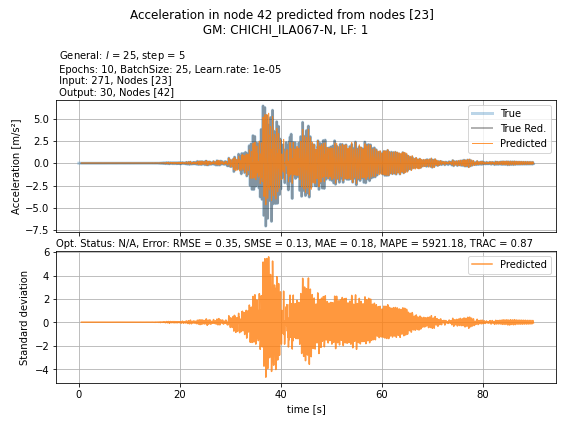 Acceleration in node 42 predicted from nodes [23]
GM: CHICHI_ILA067-N, LF: 1
General: l = 25, step = 5
Epochs: 10, BatchSize: 25, Learn.rate: 1e-05
Input: 271, Nodes [23]
Output: 30, Nodes [42]
Acceleration [m/s²]
5.0
2.5
0.0
−2.5
−5.0
−7.5
True
True Red.
Predicted
Opt. Status: N/A, Error: RMSE = 0.35, SMSE = 0.13, MAE = 0.18, MAPE = 5921.18, TRAC = 0.87
Standard deviation
6
4
2
0
−2
−4
Predicted
0 20 40 60 80
time [s]